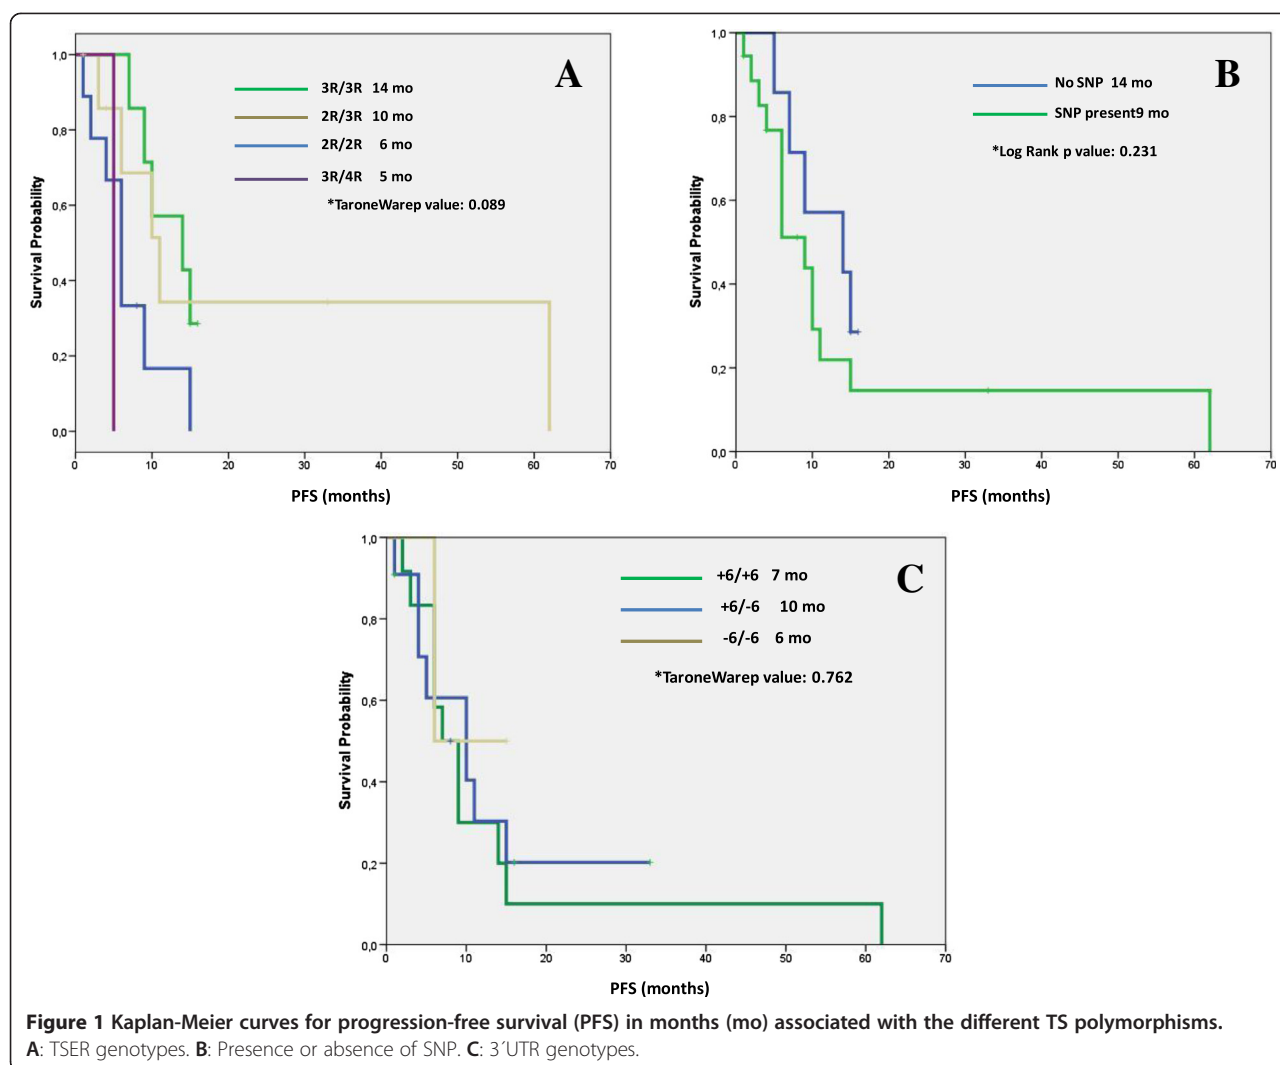 A
3R/3R 14 mo
2R/3R 10 mo
2R/2R 6 mo
3R/4R 5 mo
*TaroneWarep value: 0.089
Survival Probability
1,0
0,8
0,6
0,4
0,2
0,0
0 10 20 30 40 50 60 70
PFS (months)
B
No SNP 14 mo
SNP present9 mo
*Log Rank p value: 0.231
Survival Probability
1,0
0,8
0,6
0,4
0,2
0,0
0 10 20 30 40 50 60 70
PFS (months)
C
+6/+6 7 mo
+6/-6 10 mo
-6/-6 6 mo
*TaroneWarep value: 0.762
Survival Probability
1,0
0,8
0,6
0,4
0,2
0,0
0 10 20 30 40 50 60 70
PFS (months)
Figure 1 Kaplan-Meier curves for progression-free survival (PFS) in months (mo) associated with the different TS polymorphisms.
A: TSER genotypes. B: Presence or absence of SNP. C: 3´UTR genotypes.